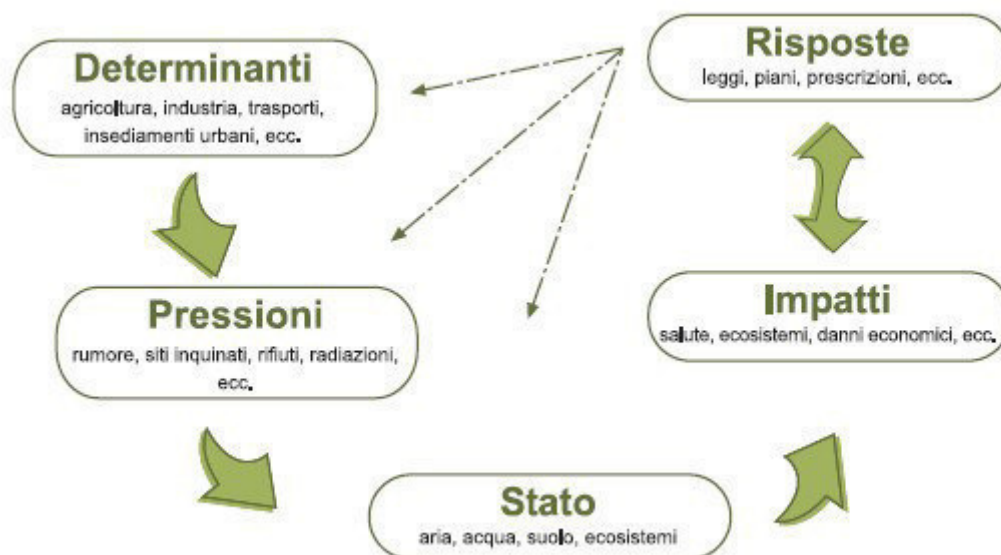 Determinanti
agricoltura, industria, trasporti,
insediamenti urbani, ecc.
Risposte
leggi, piani, prescrizioni, ecc.
Pressioni
rumore, siti inquinati, rifiuti, radiazioni,
ecc.
Impatti
salute, ecosistemi, danni economici, ecc.
Stato
aria, acqua, suolo, ecosistemi